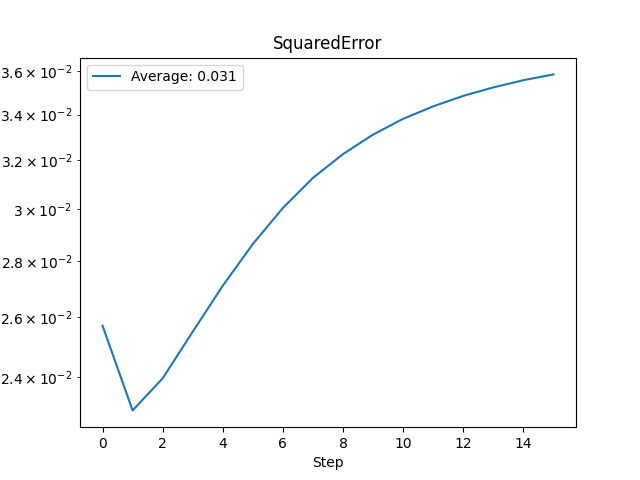 SquaredError
Average: 0.031
3.6 × 10⁻²
3.4 × 10⁻²
3.2 × 10⁻²
3 × 10⁻²
2.8 × 10⁻²
2.6 × 10⁻²
2.4 × 10⁻²
0 2 4 6 8 10 12 14
Step